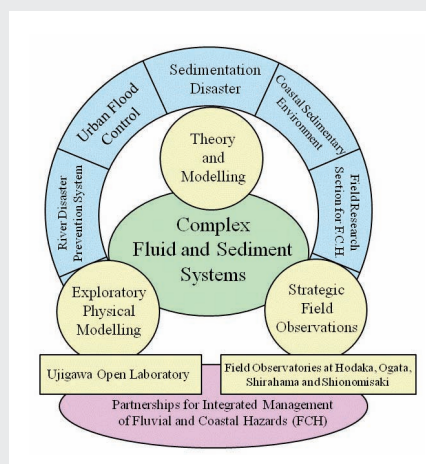 Sedimentation
Disaster
Urban Flood
Control
Coastal Sedimentary
Environment
River Disaster
Prevention System
Field Research
Section for F.C.H.
Theory
and
Modelling
Complex
Fluid and Sediment
Systems
Exploratory
Physical
Modelling
Strategic
Field
Observations
Ujigawa Open Laboratory
Field Observatories at Hodaka, Ogata,
Shirahama and Shionomisaki
Partnerships for Integrated Management
of Fluvial and Coastal Hazards (FCH)